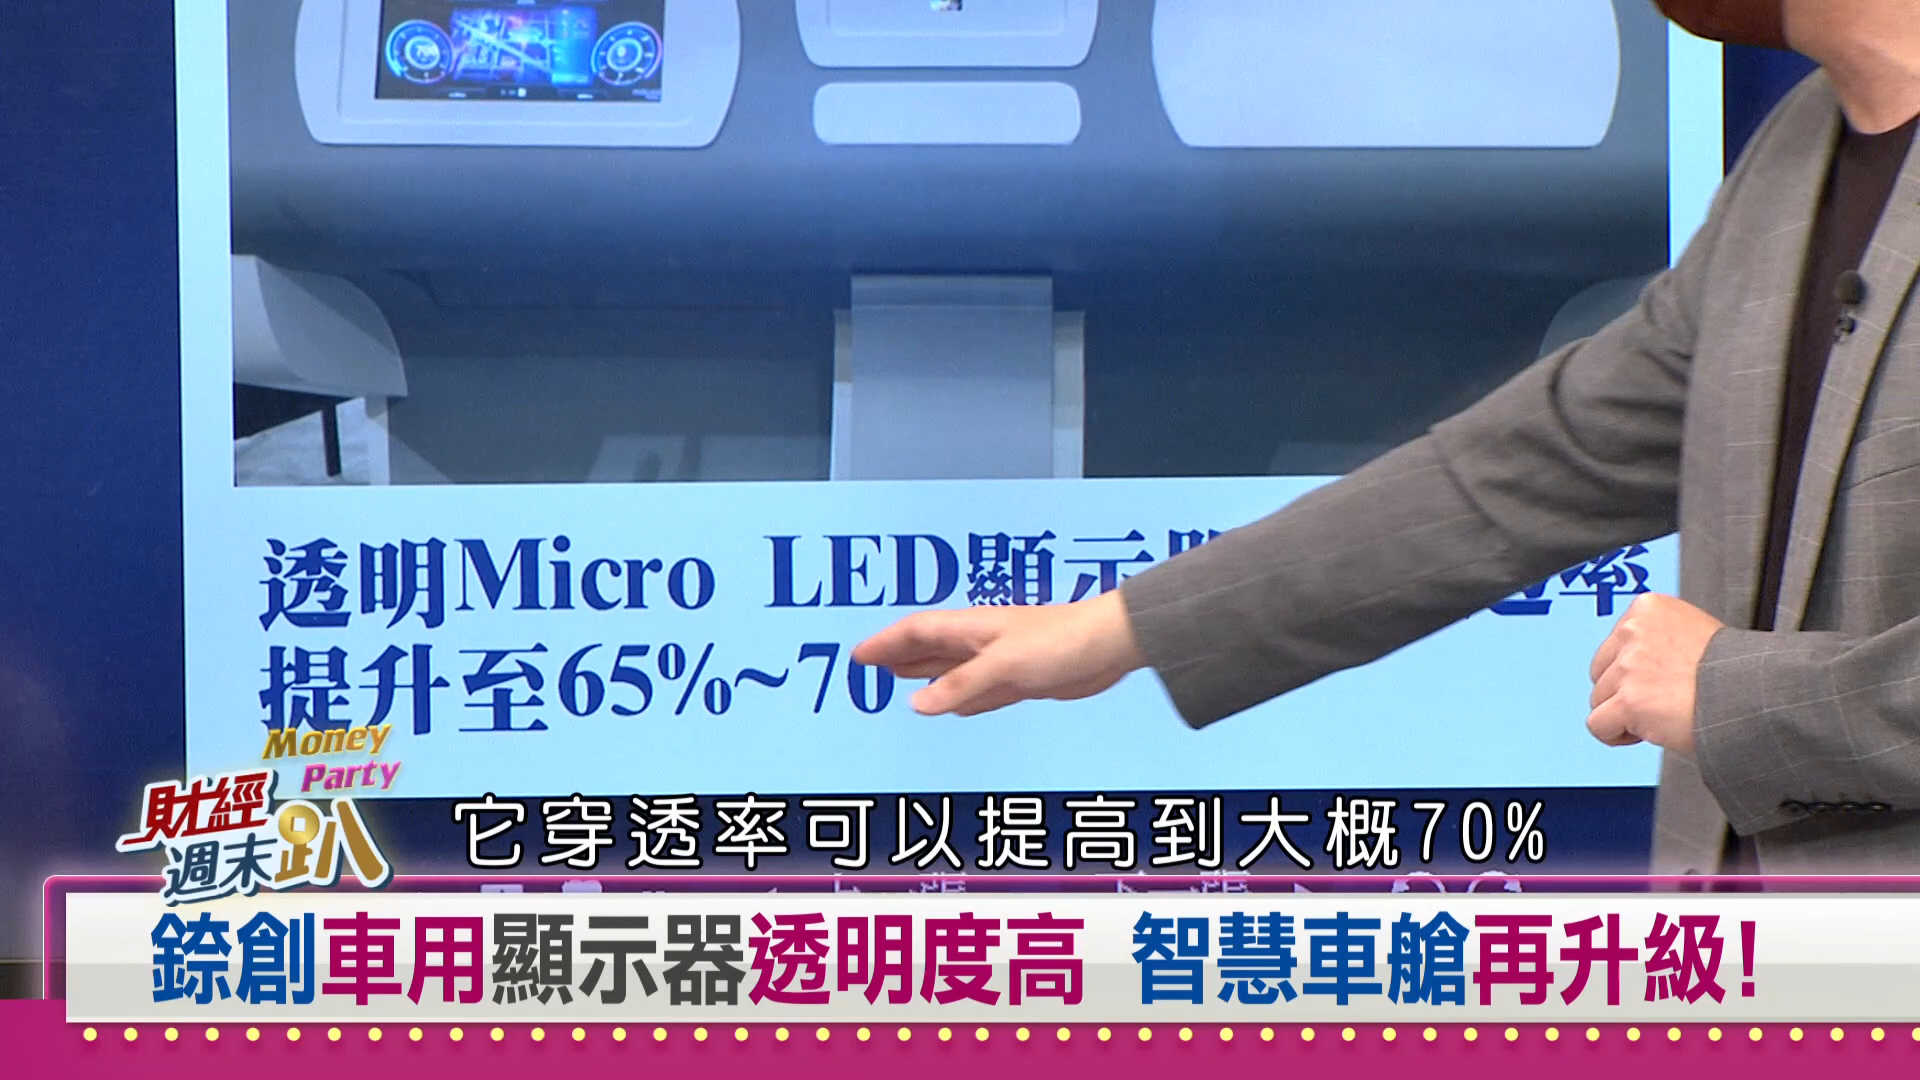 透明Micro LED顯示 率
提升至65%~70
Money
Party
財經
週末趴
它穿透率可以提高到大概70%
錼創車用顯示器透明度高 智慧車艙再升級!